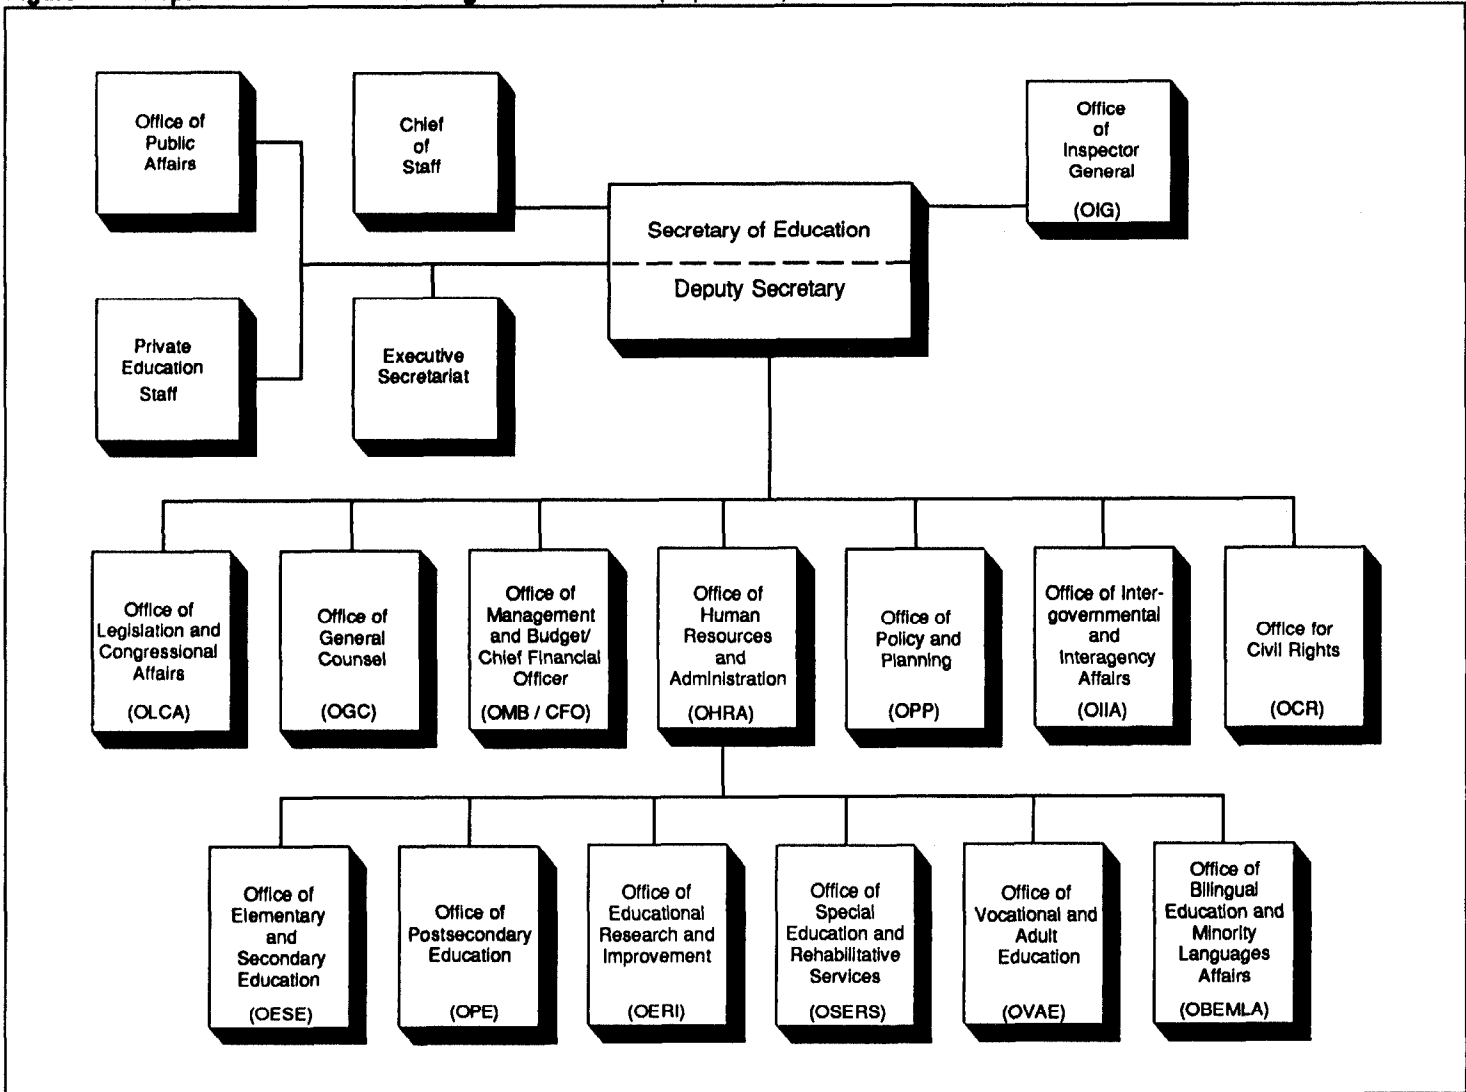 Office of
Public
Affairs
Chief
of
Staff
Office
of
Inspector
General
(OIG)
Secretary of Education
Deputy Secretary
Private
Education
Staff
Executive
Secretariat
Office of
Legislation and
Congressional
Affairs
(OLCA)
Office of
General
Counsel
(OGC)
Office of
Management
and Budget/
Chief Financial
Officer
(OMB / CFO)
Office of
Human
Resources
and
Administration
(OHRA)
Office of
Policy and
Planning
(OPP)
Office of Inter-
governmental
and
Interagency
Affairs
(OIIA)
Office for
Civil Rights
(OCR)
Office of
Elementary
and
Secondary
Education
(OESE)
Office of
Postsecondary
Education
(OPE)
Office of
Educational
Research and
Improvement
(OERI)
Office of
Special
Education and
Rehabilitative
Services
(OSERS)
Office of
Vocational and
Adult
Education
(OVAE)
Office of
Bilingual
Education and
Minority
Languages
Affairs
(OBEMLA)